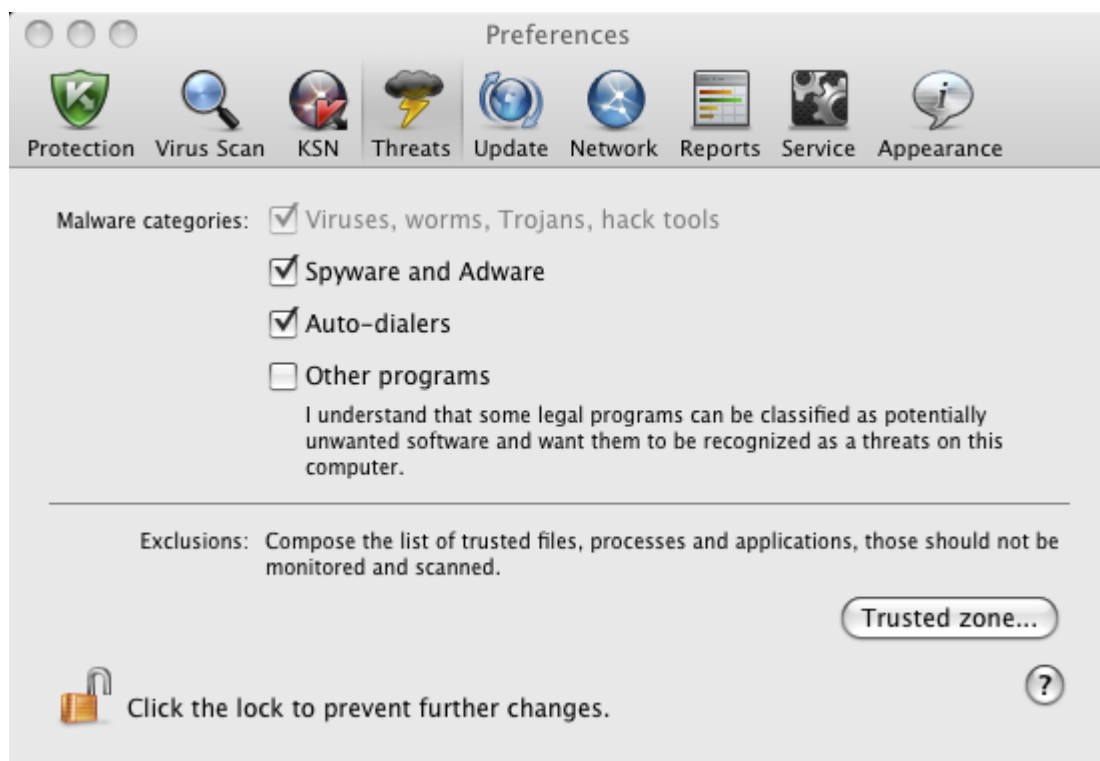 Preferences
Protection Virus Scan KSN Threats Update Network Reports Service Appearance
Malware categories: Viruses, worms, Trojans, hack tools
Spyware and Adware
Auto-dialers
Other programs
I understand that some legal programs can be classified as potentially
unwanted software and want them to be recognized as a threats on this
computer.
Exclusions: Compose the list of trusted files, processes and applications, those should not be
monitored and scanned.
Trusted zone...
?
Click the lock to prevent further changes.